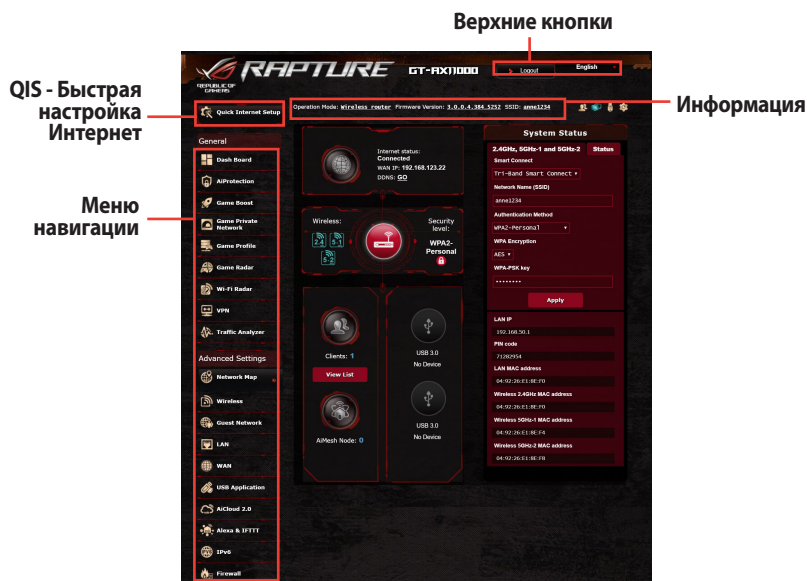 Верхние кнопки
QIS - Быстрая
настройка
Интернет
Информация
Меню
навигации
REPUBLIC OF
GAMERS
RAPTURE
GT-AX11000
Logout
English
Quick Internet Setup
Operation Mode: Wireless router Firmware Version: 3.0.0.4.384_5252 SSID: anne1234
General
Dash Board
AiProtection
Game Boost
Game Private
Network
Game Profile
Game Radar
Wi-Fi Radar
VPN
Traffic Analyzer
Advanced Settings
Network Map
Wireless
Guest Network
LAN
WAN
USB Application
AiCloud 2.0
Alexa & IFTTT
IPv6
Firewall
Internet status:
Connected
WAN IP: 192.168.123.22
DDNS: GO
Wireless:
2.4 5-1
5-2
Security
level:
WPA2-
Personal
Clients: 1
View List
AiMesh Node: 0
USB 3.0
No Device
USB 3.0
No Device
System Status
2.4GHz, 5GHz-1 and 5GHz-2 Status
Smart Connect
Tri-Band Smart Connect
Network Name (SSID)
anne1234
Authentication Method
WPA2-Personal
WPA Encryption
AES
WPA-PSK key
••••••••
Apply
LAN IP
192.168.50.1
PIN code
71282954
LAN MAC address
04:92:26:E1:8E:F0
Wireless 2.4GHz MAC address
04:92:26:E1:8E:F0
Wireless 5GHz-1 MAC address
04:92:26:E1:8E:F4
Wireless 5GHz-2 MAC address
04:92:26:E1:8E:F8